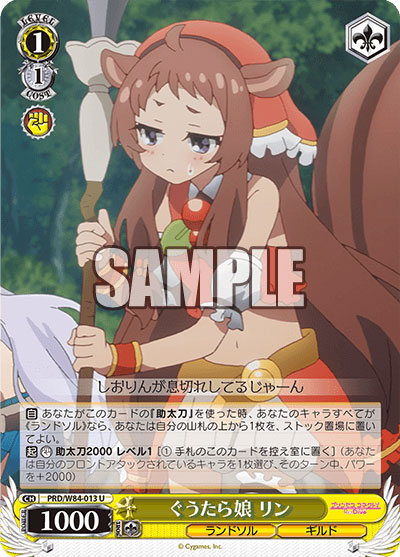 LEVEL
1
1
COST
SAMPLE
しおりんが息切れしてるじゃーん
自 あなたがこのカードの『助太刀』を使った時、あなたのキャラすべてが
《ランドソル》なら、あなたは自分の山札の上から1枚を、ストック置場に置い
てよい。
起 助太刀2000 レベル1 [① 手札のこのカードを控え室に置く] (あなた
は自分のフロントアタックされているキャラを1枚選び、そのターン中、パワー
を+2000)
CH PRD/W84-013 U
ぐうたら娘 リン
POWER
1000
SERIES
ランドソル
ギルド
© Cygames, Inc.